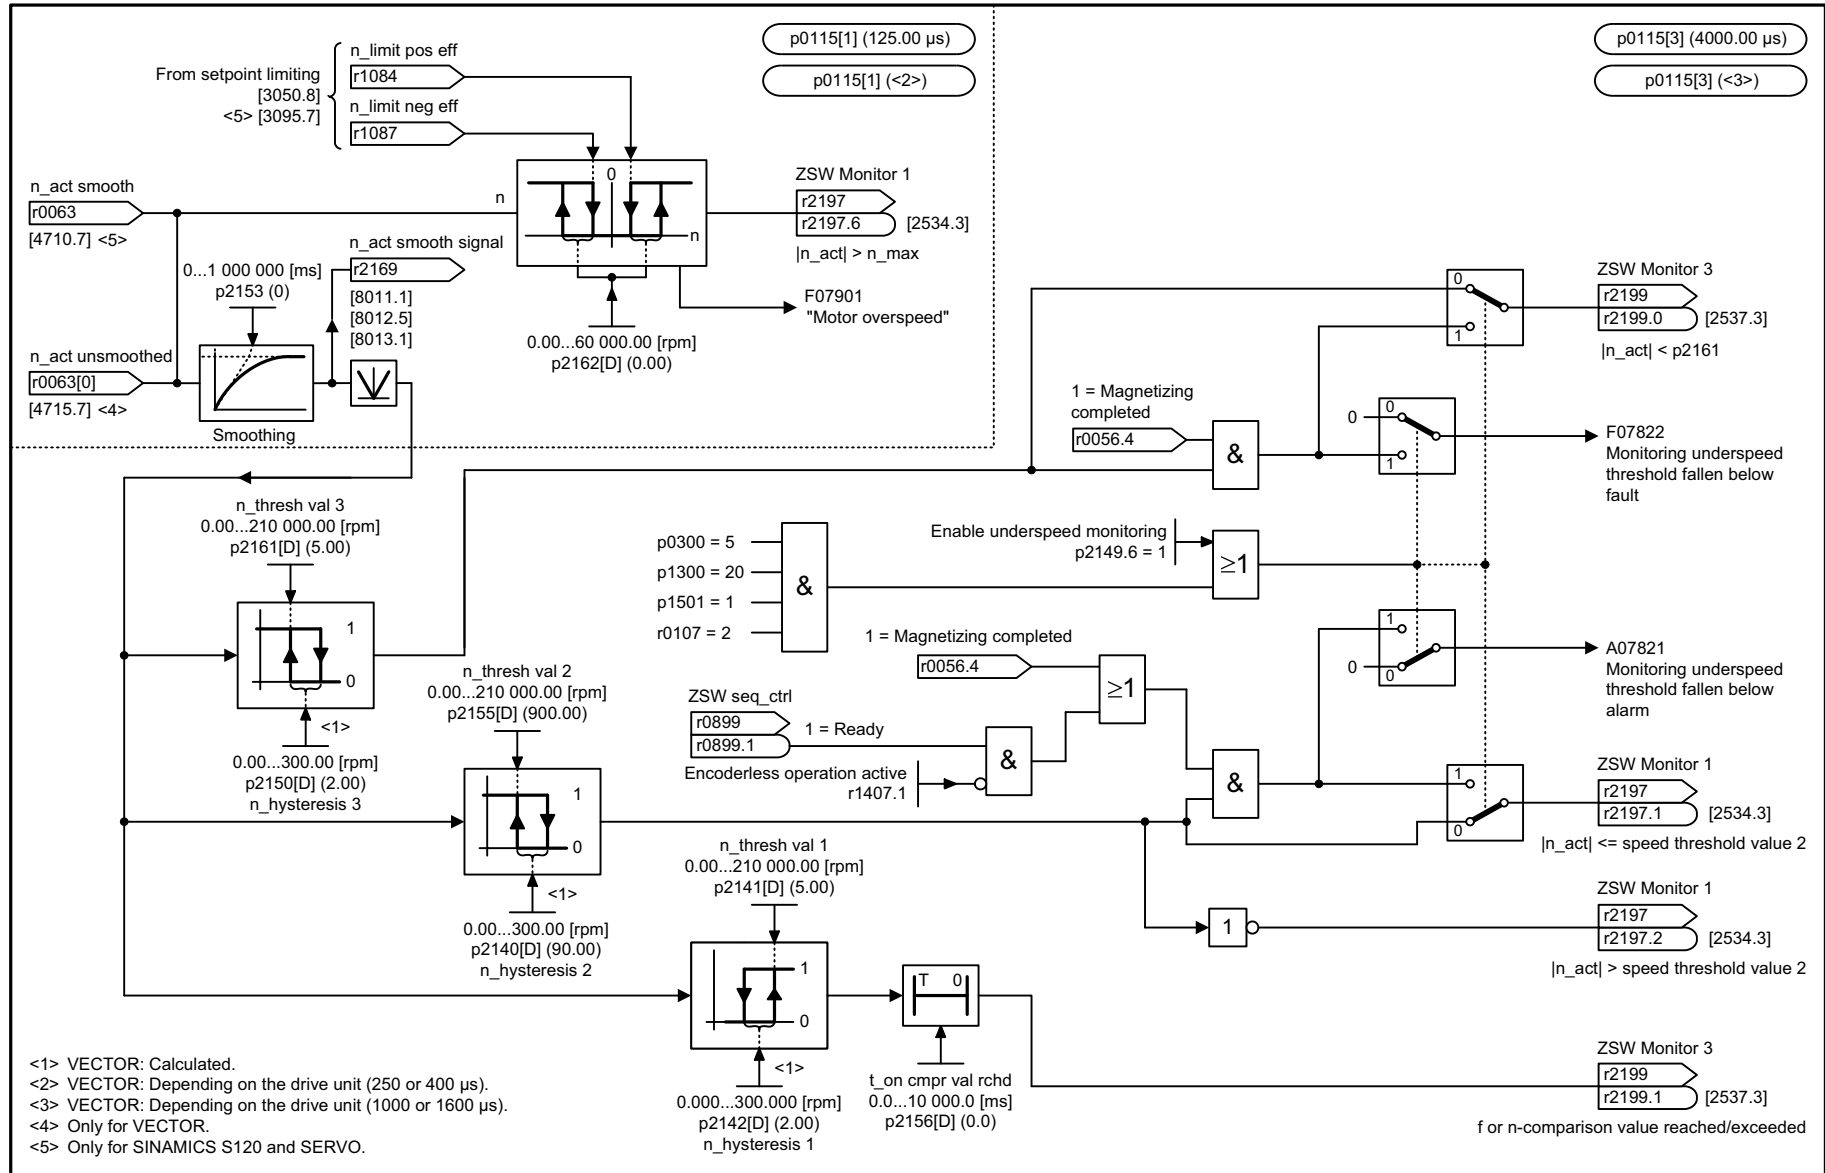 p0115[1] (125.00 µs)
p0115[1] (<2>)
p0115[3] (4000.00 µs)
p0115[3] (<3>)
From setpoint limiting
[3050.8]
<5> [3095.7]
n_limit pos eff
r1084
n_limit neg eff
r1087
n_act smooth
r0063
[4710.7] <5>
n
0
n
ZSW Monitor 1
r2197
r2197.6
[2534.3]
|n_act| > n_max
F07901
"Motor overspeed"
0.00...60 000.00 [rpm]
p2162[D] (0.00)
n_act smooth signal
r2169
[8011.1]
[8012.5]
[8013.1]
0...1 000 000 [ms]
p2153 (0)
n_act unsmoothed
r0063[0]
[4715.7] <4>
Smoothing
0
1
ZSW Monitor 3
r2199
r2199.0
[2537.3]
|n_act| < p2161
1 = Magnetizing
completed
r0056.4
&
0
0
1
F07822
Monitoring underspeed
threshold fallen below
fault
n_thresh val 3
0.00...210 000.00 [rpm]
p2161[D] (5.00)
1
0
<1>
0.00...300.00 [rpm]
p2150[D] (2.00)
n_hysteresis 3
p0300 = 5
p1300 = 20
p1501 = 1
r0107 = 2
&
Enable underspeed monitoring
p2149.6 = 1
≥1
1
0
0
A07821
Monitoring underspeed
threshold fallen below
alarm
1 = Magnetizing completed
r0056.4
≥1
ZSW seq_ctrl
r0899
r0899.1
1 = Ready
Encoderless operation active
r1407.1
&
&
n_thresh val 2
0.00...210 000.00 [rpm]
p2155[D] (900.00)
1
0
<1>
0.00...300.00 [rpm]
p2140[D] (90.00)
n_hysteresis 2
1
0
ZSW Monitor 1
r2197
r2197.1
[2534.3]
|n_act| <= speed threshold value 2
1
ZSW Monitor 1
r2197
r2197.2
[2534.3]
|n_act| > speed threshold value 2
n_thresh val 1
0.00...210 000.00 [rpm]
p2141[D] (5.00)
1
0
<1>
0.000...300.000 [rpm]
p2142[D] (2.00)
n_hysteresis 1
T 0
t_on cmpr val rchd
0.0...10 000.0 [ms]
p2156[D] (0.0)
ZSW Monitor 3
r2199
r2199.1
[2537.3]
f or n-comparison value reached/exceeded
<1> VECTOR: Calculated.
<2> VECTOR: Depending on the drive unit (250 or 400 µs).
<3> VECTOR: Depending on the drive unit (1000 or 1600 µs).
<4> Only for VECTOR.
<5> Only for SINAMICS S120 and SERVO.